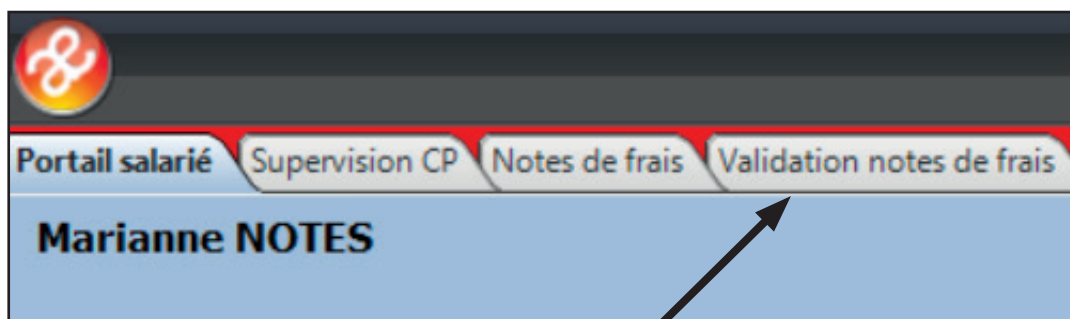 Portail salarié Supervision CP Notes de frais Validation notes de frais
Marianne NOTES